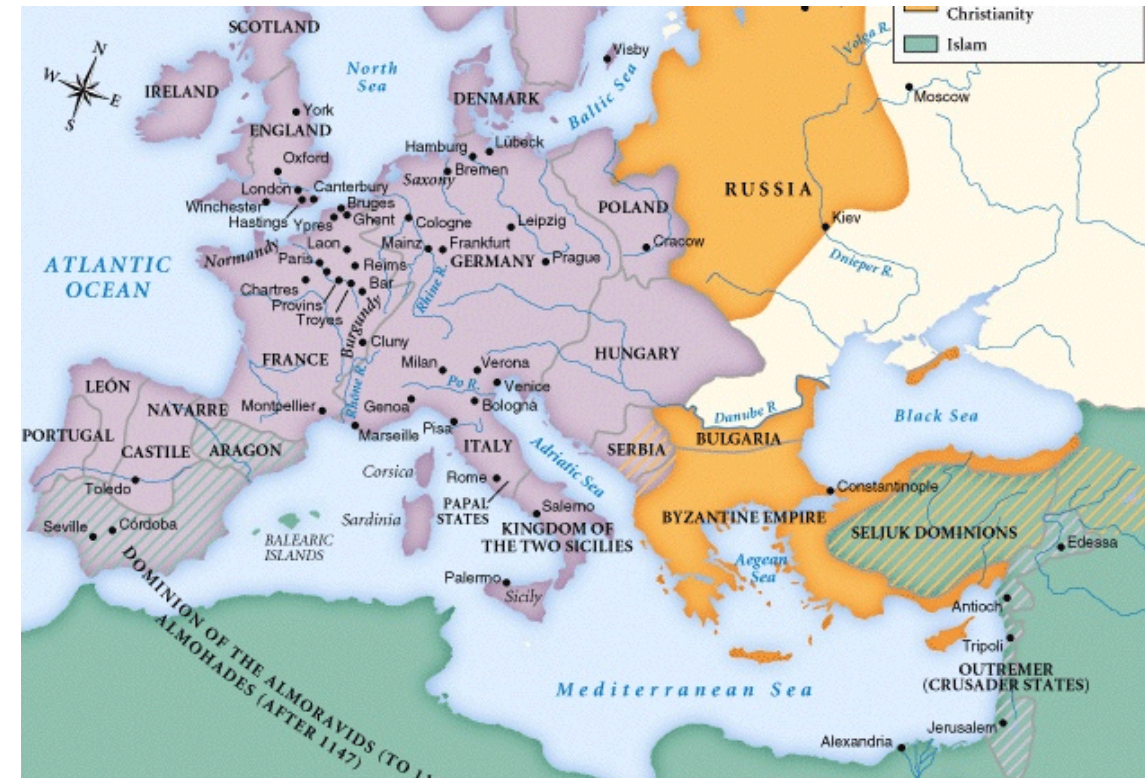 SCOTLAND
Christianity
Islam
Volga R.
Visby
North
Sea
Baltic Sea
N
W
E
S
IRELAND
DENMARK
Moscow
York
ENGLAND
Hamburg
Lübeck
Oxford
Saxony
Bremen
London
Canterbury
RUSSIA
Winchester
Hastings
Bruges
Ypres
Ghent
Cologne
Leipzig
POLAND
Kiev
Laon
Mainz
Frankfurt
Cracow
Normandy
Paris
Reims
GERMANY
Prague
Dnieper R.
ATLANTIC
OCEAN
Chartres
Bar
Rhine R.
Provins
Troyes
Burgundy
Cluny
FRANCE
Milan
Verona
HUNGARY
LEÓN
Po R.
Venice
Rhône R.
NAVARRE
Montpellier
Genoa
Bologna
Danube R
Black Sea
PORTUGAL
Marseille
Pisa
BULGARIA
CASTILE
ARAGON
ITALY
Adriatic Sea
SERBIA
Corsica
Toledo
Rome
Constantinople
PAPAL
STATES
Salerno
Seville
Córdoba
Sardinia
KINGDOM OF
THE TWO SICILIES
BYZANTINE EMPIRE
SELJUK DOMINIONS
BALEARIC
ISLANDS
Edessa
Aegean
Sea
Palermo
Sicily
Antioch
DOMINION OF THE ALMORAVIDS (TO
ALMOHADES (AFTER 1147)
Tripoli
OUTREMER
(CRUSADER STATES)
Mediterranean Sea
Jerusalem
Alexandria